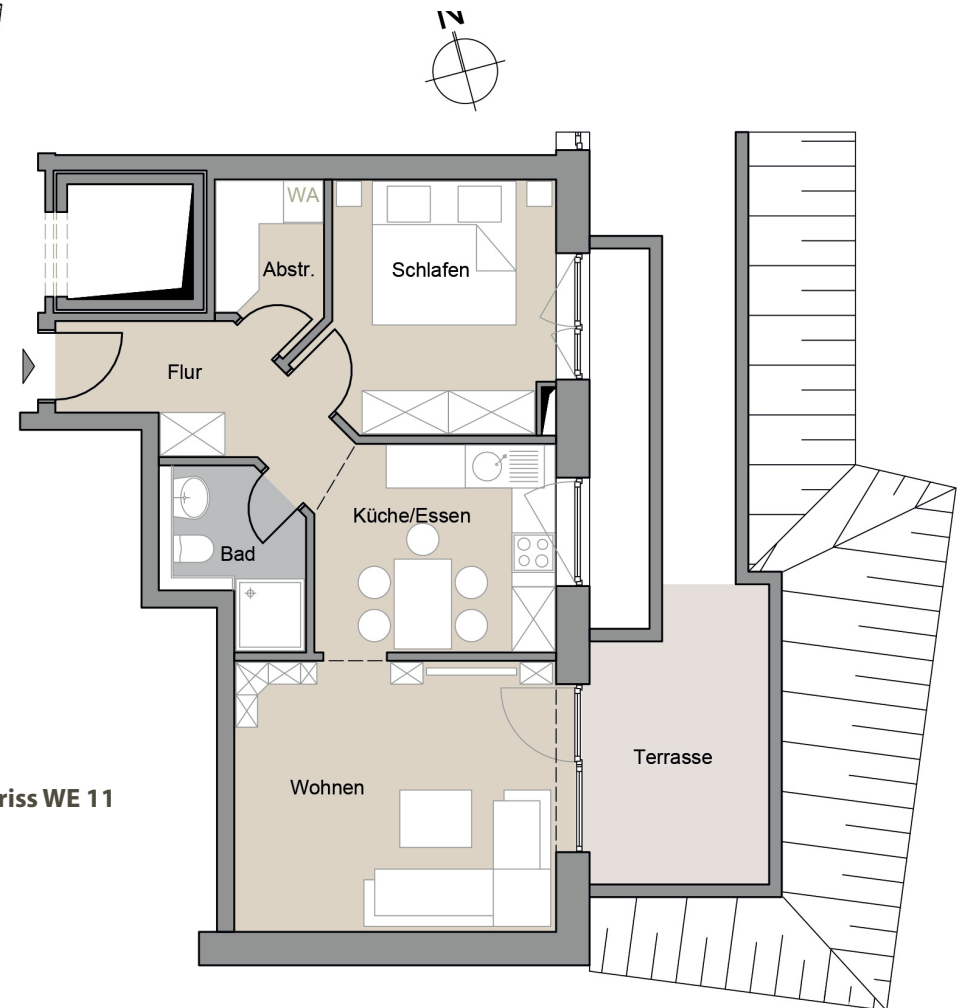 N
WA
Abstr.
Schlafen
Flur
Küche/Essen
Bad
Terrasse
Wohnen
riss WE 11